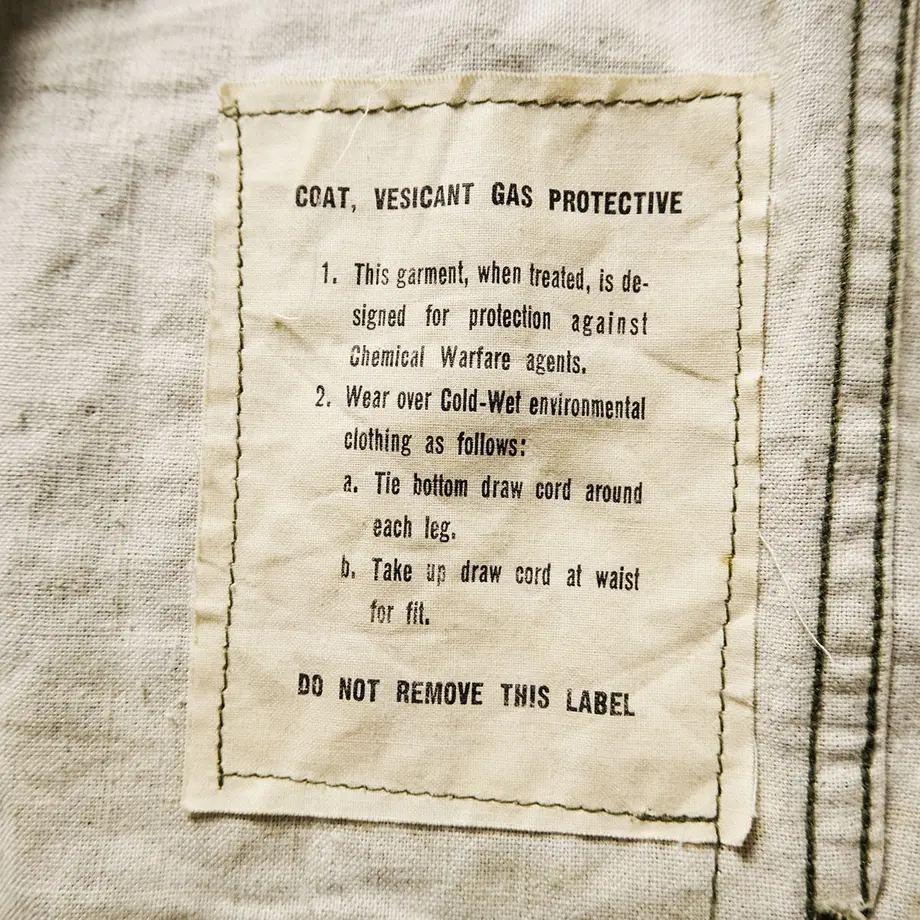 COAT, VESICANT GAS PROTECTIVE
1. This garment, when treated, is de-
signed for protection against
Chemical Warfare agents.
2. Wear over Cold-Wet environmental
clothing as follows:
a. Tie bottom draw cord around
each leg.
b. Take up draw cord at waist
for fit.
DO NOT REMOVE THIS LABEL